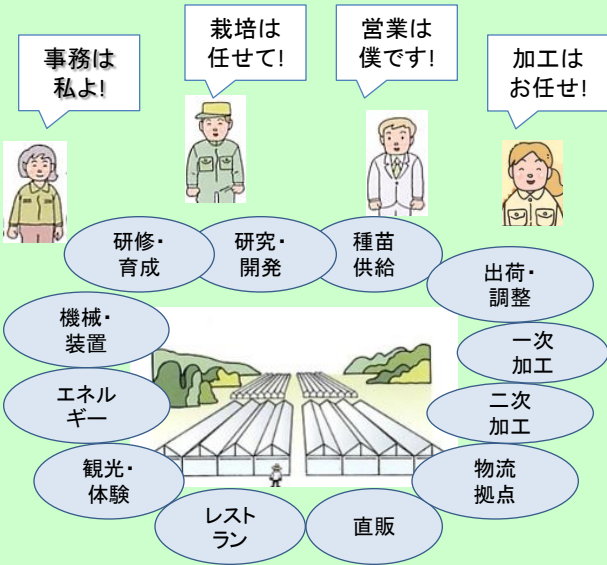 事務は
私よ!
栽培は
任せて!
営業は
僕です!
加工は
お任せ!
研修・
育成
研究・
開発
種苗
供給
出荷・
調整
機械・
装置
一次
加工
エネル
ギー
二次
加工
観光・
体験
物流
拠点
レスト
ラン
直販